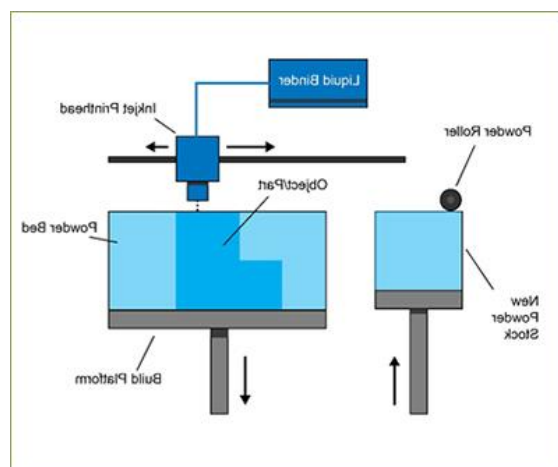 Liquid Binder
Inkjet Printhead
Powder Roller
Object/Part
Powder Bed
New
Powder
Stock
Build Platform